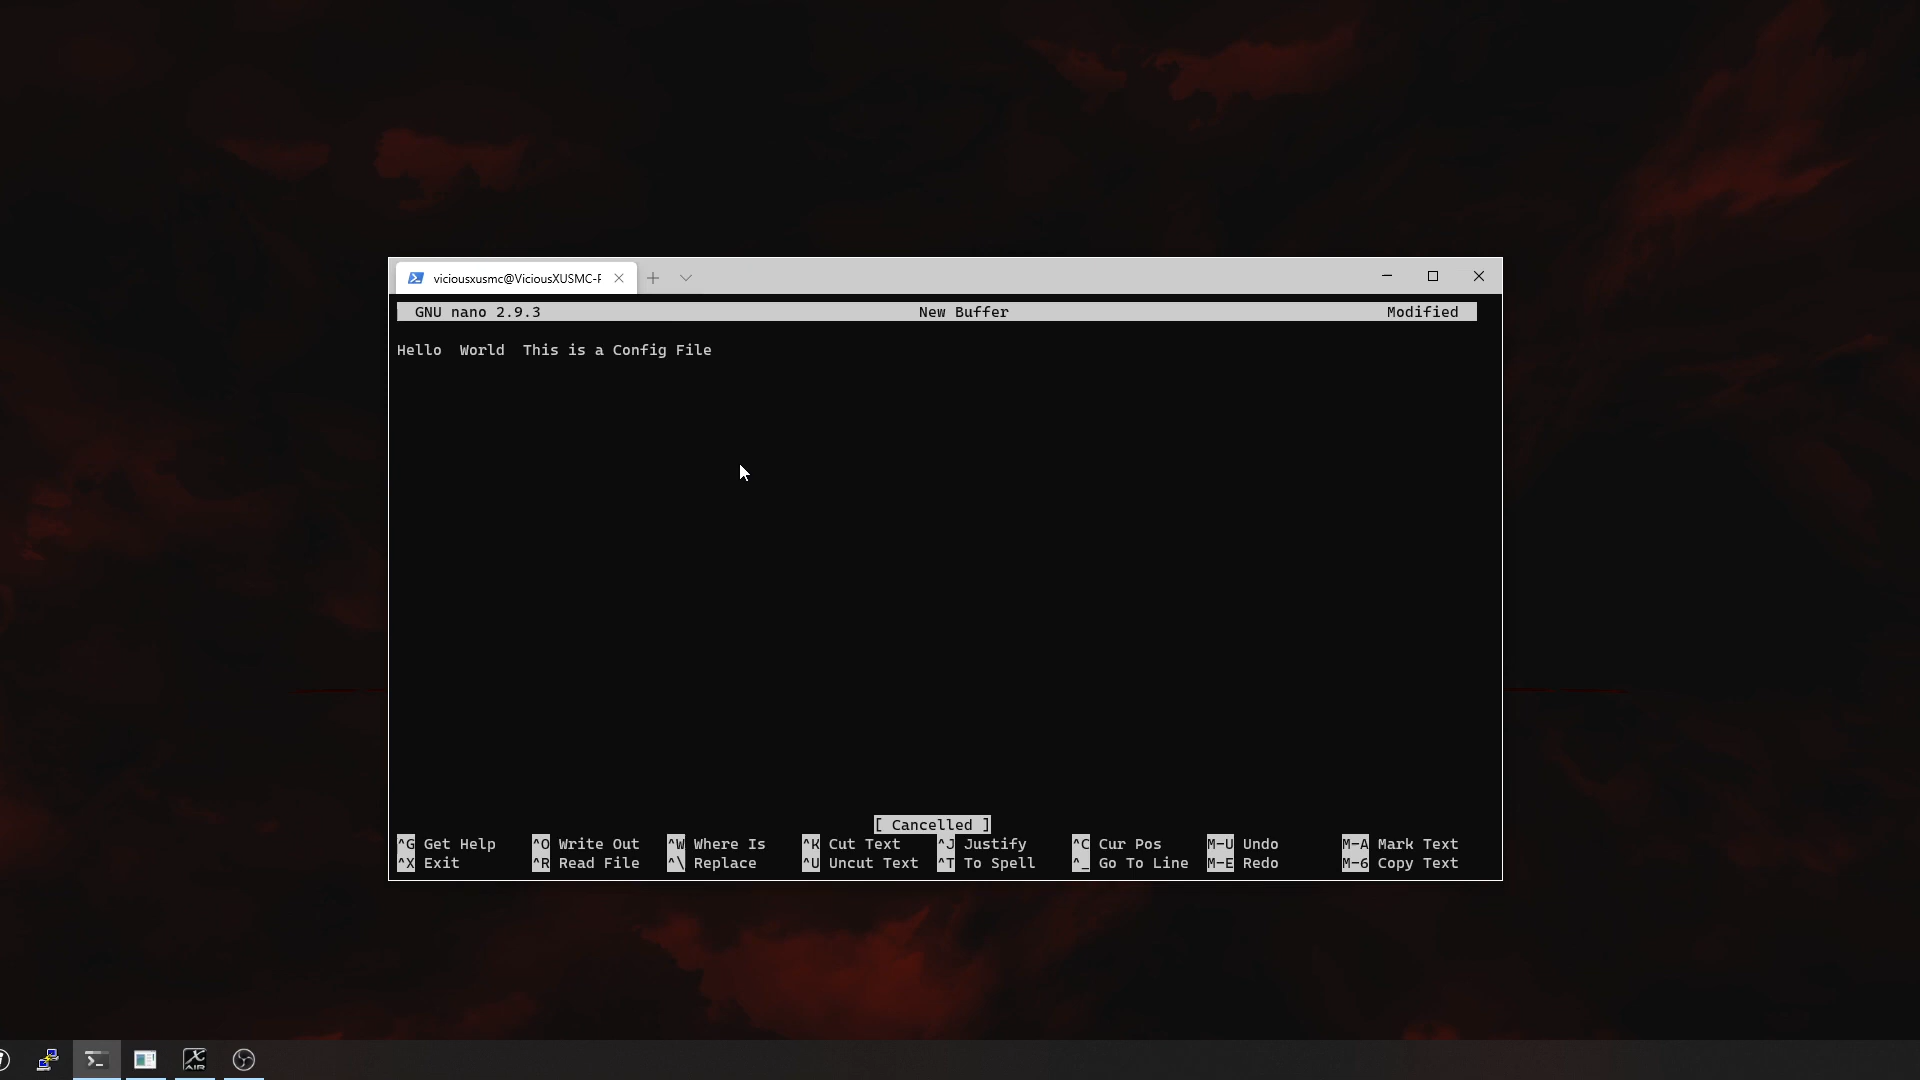 viciousxusmc@ViciousXUSMC-F
GNU nano 2.9.3 New Buffer Modified
Hello  World  This is a Config File
[ Cancelled ]
^G Get Help ^O Write Out ^W Where Is ^K Cut Text ^J Justify ^C Cur Pos M-U Undo M-A Mark Text
^X Exit ^R Read File ^\ Replace ^U Uncut Text ^T To Spell ^_ Go To Line M-E Redo M-6 Copy Text
X AIR